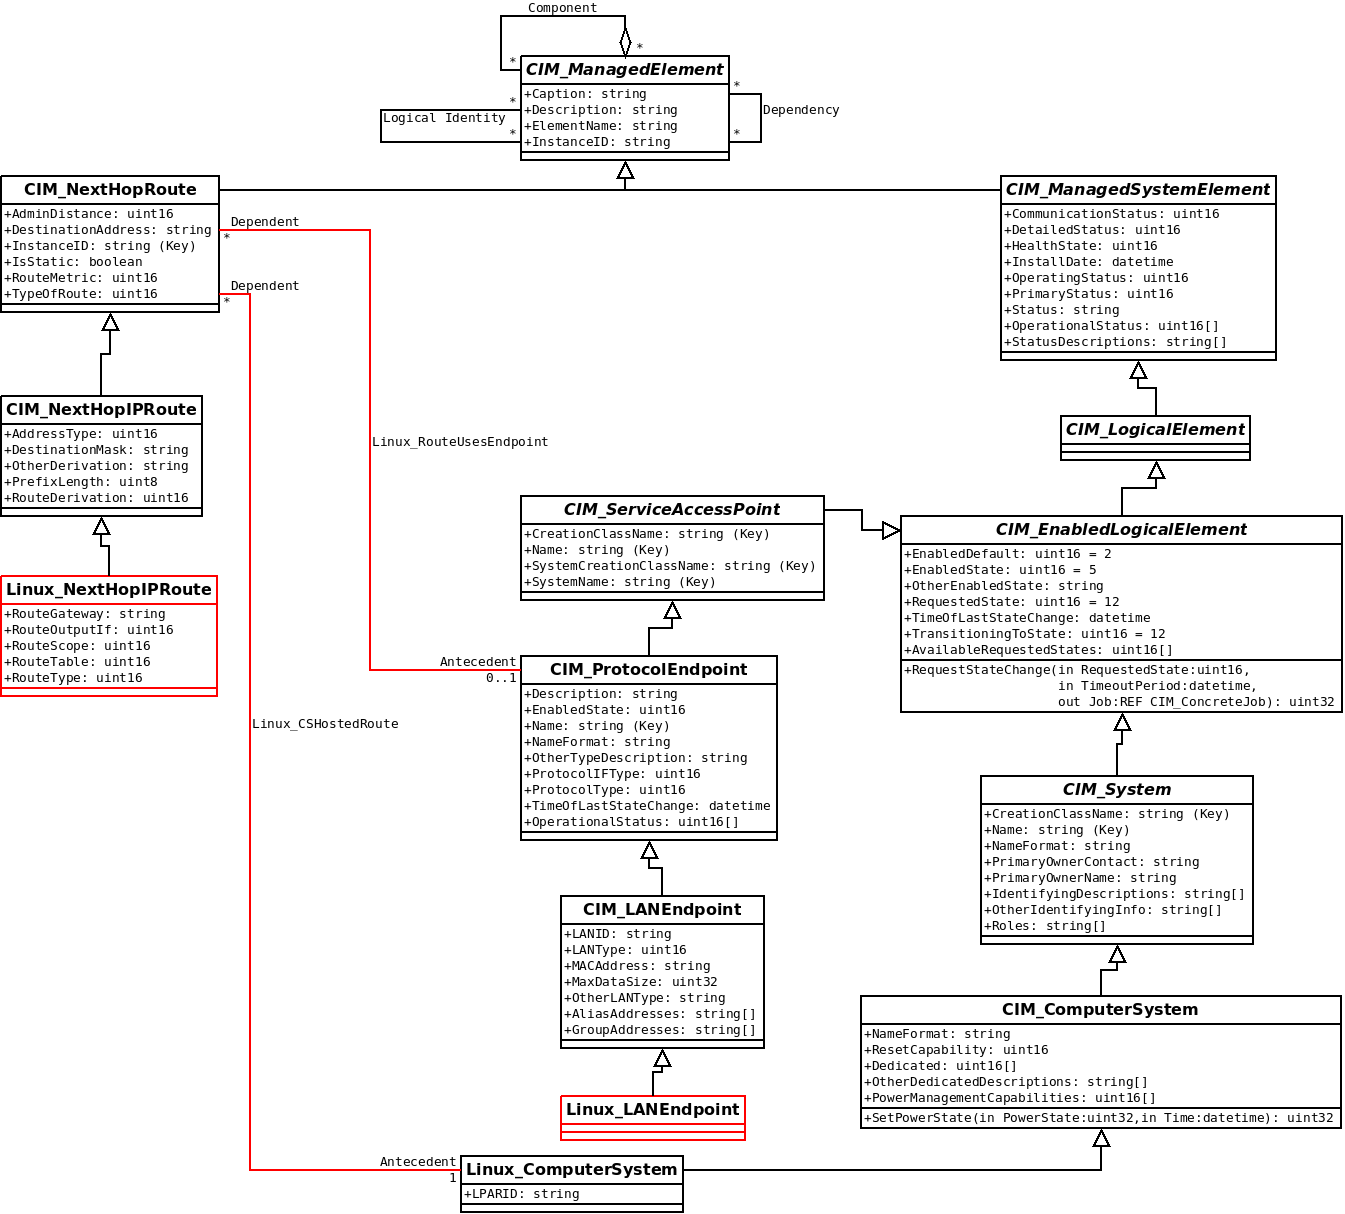 Component
*
*
CIM_ManagedElement
+Caption: string
+Description: string
+ElementName: string
+InstanceID: string
*
Logical Identity
*
*
Dependency
*
CIM_NextHopRoute
+AdminDistance: uint16
+DestinationAddress: string
+InstanceID: string (Key)
+IsStatic: boolean
+RouteMetric: uint16
+TypeOfRoute: uint16
Dependent
*
Dependent
*
CIM_ManagedSystemElement
+CommunicationStatus: uint16
+DetailedStatus: uint16
+HealthState: uint16
+InstallDate: datetime
+OperatingStatus: uint16
+PrimaryStatus: uint16
+Status: string
+OperationalStatus: uint16[]
+StatusDescriptions: string[]
CIM_NextHopIPRoute
+AddressType: uint16
+DestinationMask: string
+OtherDerivation: string
+PrefixLength: uint8
+RouteDerivation: uint16
Linux_RouteUsesEndpoint
CIM_LogicalElement
CIM_ServiceAccessPoint
+CreationClassName: string (Key)
+Name: string (Key)
+SystemCreationClassName: string (Key)
+SystemName: string (Key)
CIM_EnabledLogicalElement
+EnabledDefault: uint16 = 2
+EnabledState: uint16 = 5
+OtherEnabledState: string
+RequestedState: uint16 = 12
+TimeOfLastStateChange: datetime
+TransitioningToState: uint16 = 12
+AvailableRequestedStates: uint16[]
+RequestStateChange(in RequestedState:uint16,
in TimeoutPeriod:datetime,
out Job:REF CIM_ConcreteJob): uint32
Linux_NextHopIPRoute
+RouteGateway: string
+RouteOutputIf: uint16
+RouteScope: uint16
+RouteTable: uint16
+RouteType: uint16
Antecedent
0..1
CIM_ProtocolEndpoint
+Description: string
+EnabledState: uint16
+Name: string (Key)
+NameFormat: string
+OtherTypeDescription: string
+ProtocolIFType: uint16
+ProtocolType: uint16
+TimeOfLastStateChange: datetime
+OperationalStatus: uint16[]
Linux_CSHostedRoute
CIM_System
+CreationClassName: string (Key)
+Name: string (Key)
+NameFormat: string
+PrimaryOwnerContact: string
+PrimaryOwnerName: string
+IdentifyingDescriptions: string[]
+OtherIdentifyingInfo: string[]
+Roles: string[]
CIM_LANEndpoint
+LANID: string
+LANType: uint16
+MACAddress: string
+MaxDataSize: uint32
+OtherLANType: string
+AliasAddresses: string[]
+GroupAddresses: string[]
CIM_ComputerSystem
+NameFormat: string
+ResetCapability: uint16
+Dedicated: uint16[]
+OtherDedicatedDescriptions: string[]
+PowerManagementCapabilities: uint16[]
+SetPowerState(in PowerState:uint32,in Time:datetime): uint32
Linux_LANEndpoint
Antecedent
1
Linux_ComputerSystem
+LPARID: string